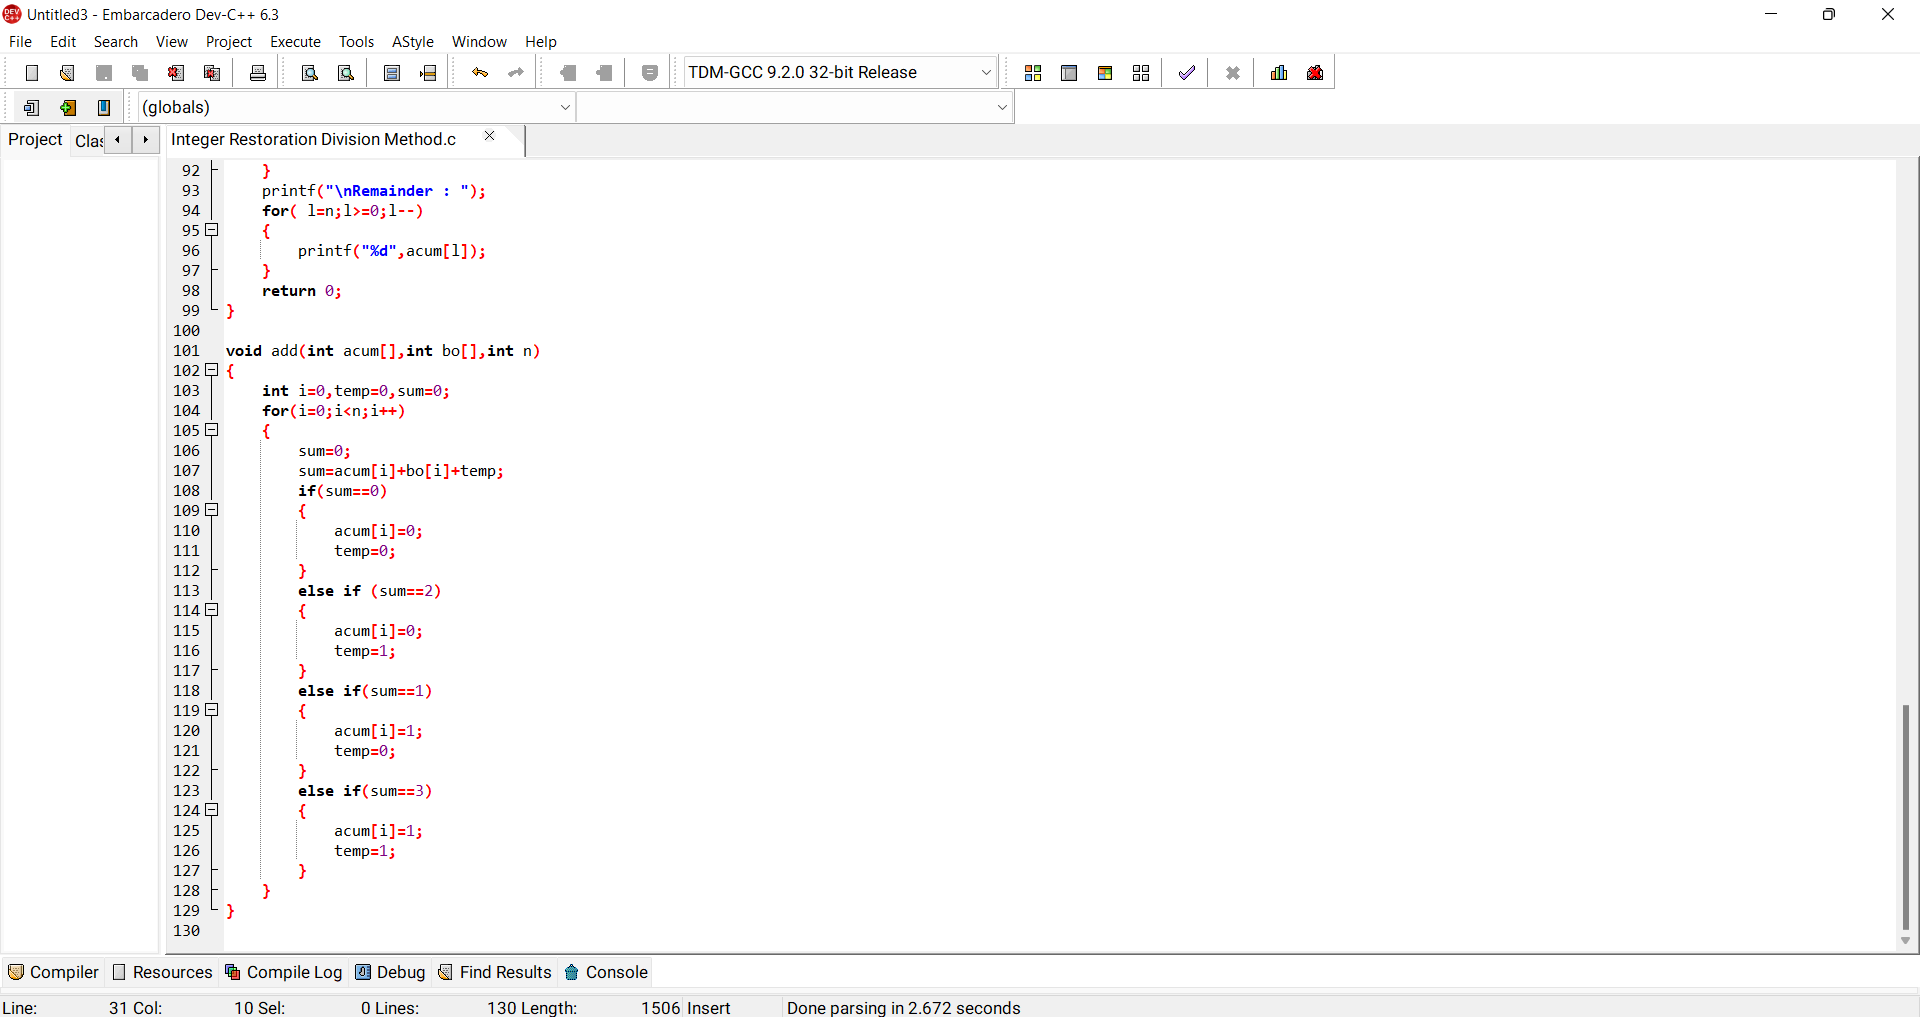 Untitled3 - Embarcadero Dev-C++ 6.3
File Edit Search View Project Execute Tools AStyle Window Help
TDM-GCC 9.2.0 32-bit Release
(globals)
Project Clas Integer Restoration Division Method.c
92 }
93 printf("\nRemainder : ");
94 for( l=n;l>=0;l--)
95 {
96 printf("%d",acum[l]);
97 }
98 return 0;
99 }
100
101 void add(int acum[],int bo[],int n)
102 {
103 int i=0,temp=0,sum=0;
104 for(i=0;i<n;i++)
105 {
106 sum=0;
107 sum=acum[i]+bo[i]+temp;
108 if(sum==0)
109 {
110 acum[i]=0;
111 temp=0;
112 }
113 else if (sum==2)
114 {
115 acum[i]=0;
116 temp=1;
117 }
118 else if(sum==1)
119 {
120 acum[i]=1;
121 temp=0;
122 }
123 else if(sum==3)
124 {
125 acum[i]=1;
126 temp=1;
127 }
128 }
129 }
130
Compiler Resources Compile Log Debug Find Results Console
Line: 31 Col: 10 Sel: 0 Lines: 130 Length: 1506 Insert Done parsing in 2.672 seconds